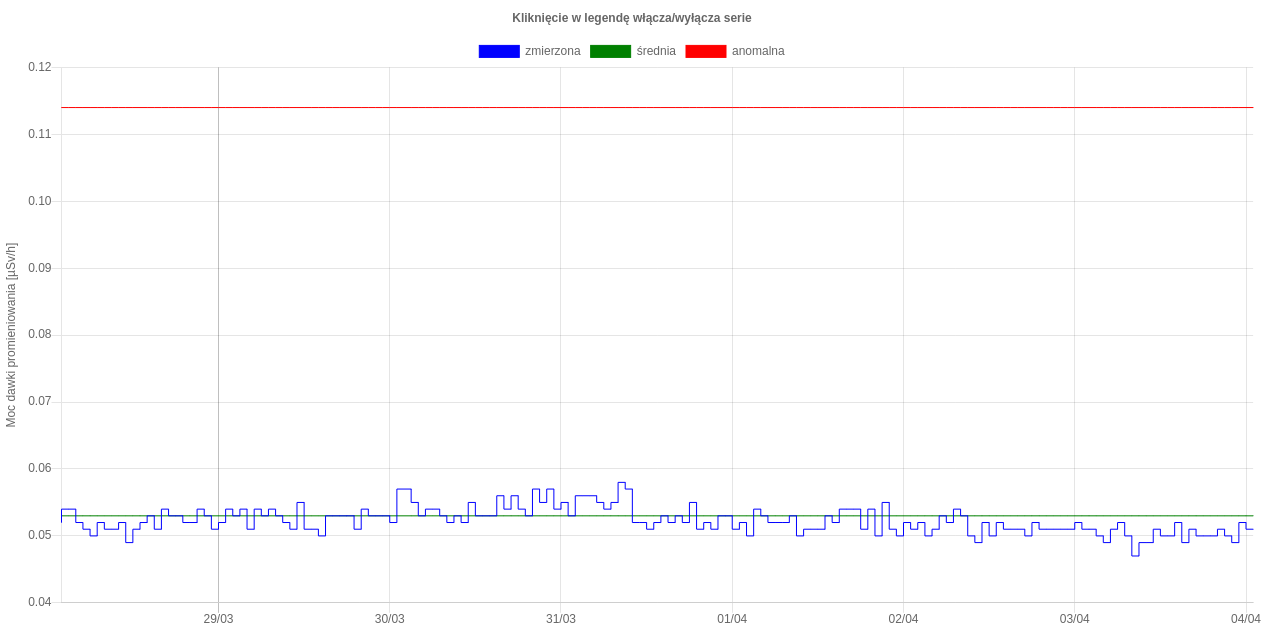 Kliknięcie w legendę włącza/wyłącza serie
zmierzona średnia anomalna
Moc dawki promieniowania [µSv/h]
0.12
0.11
0.10
0.09
0.08
0.07
0.06
0.05
0.04
29/03 30/03 31/03 01/04 02/04 03/04 04/04